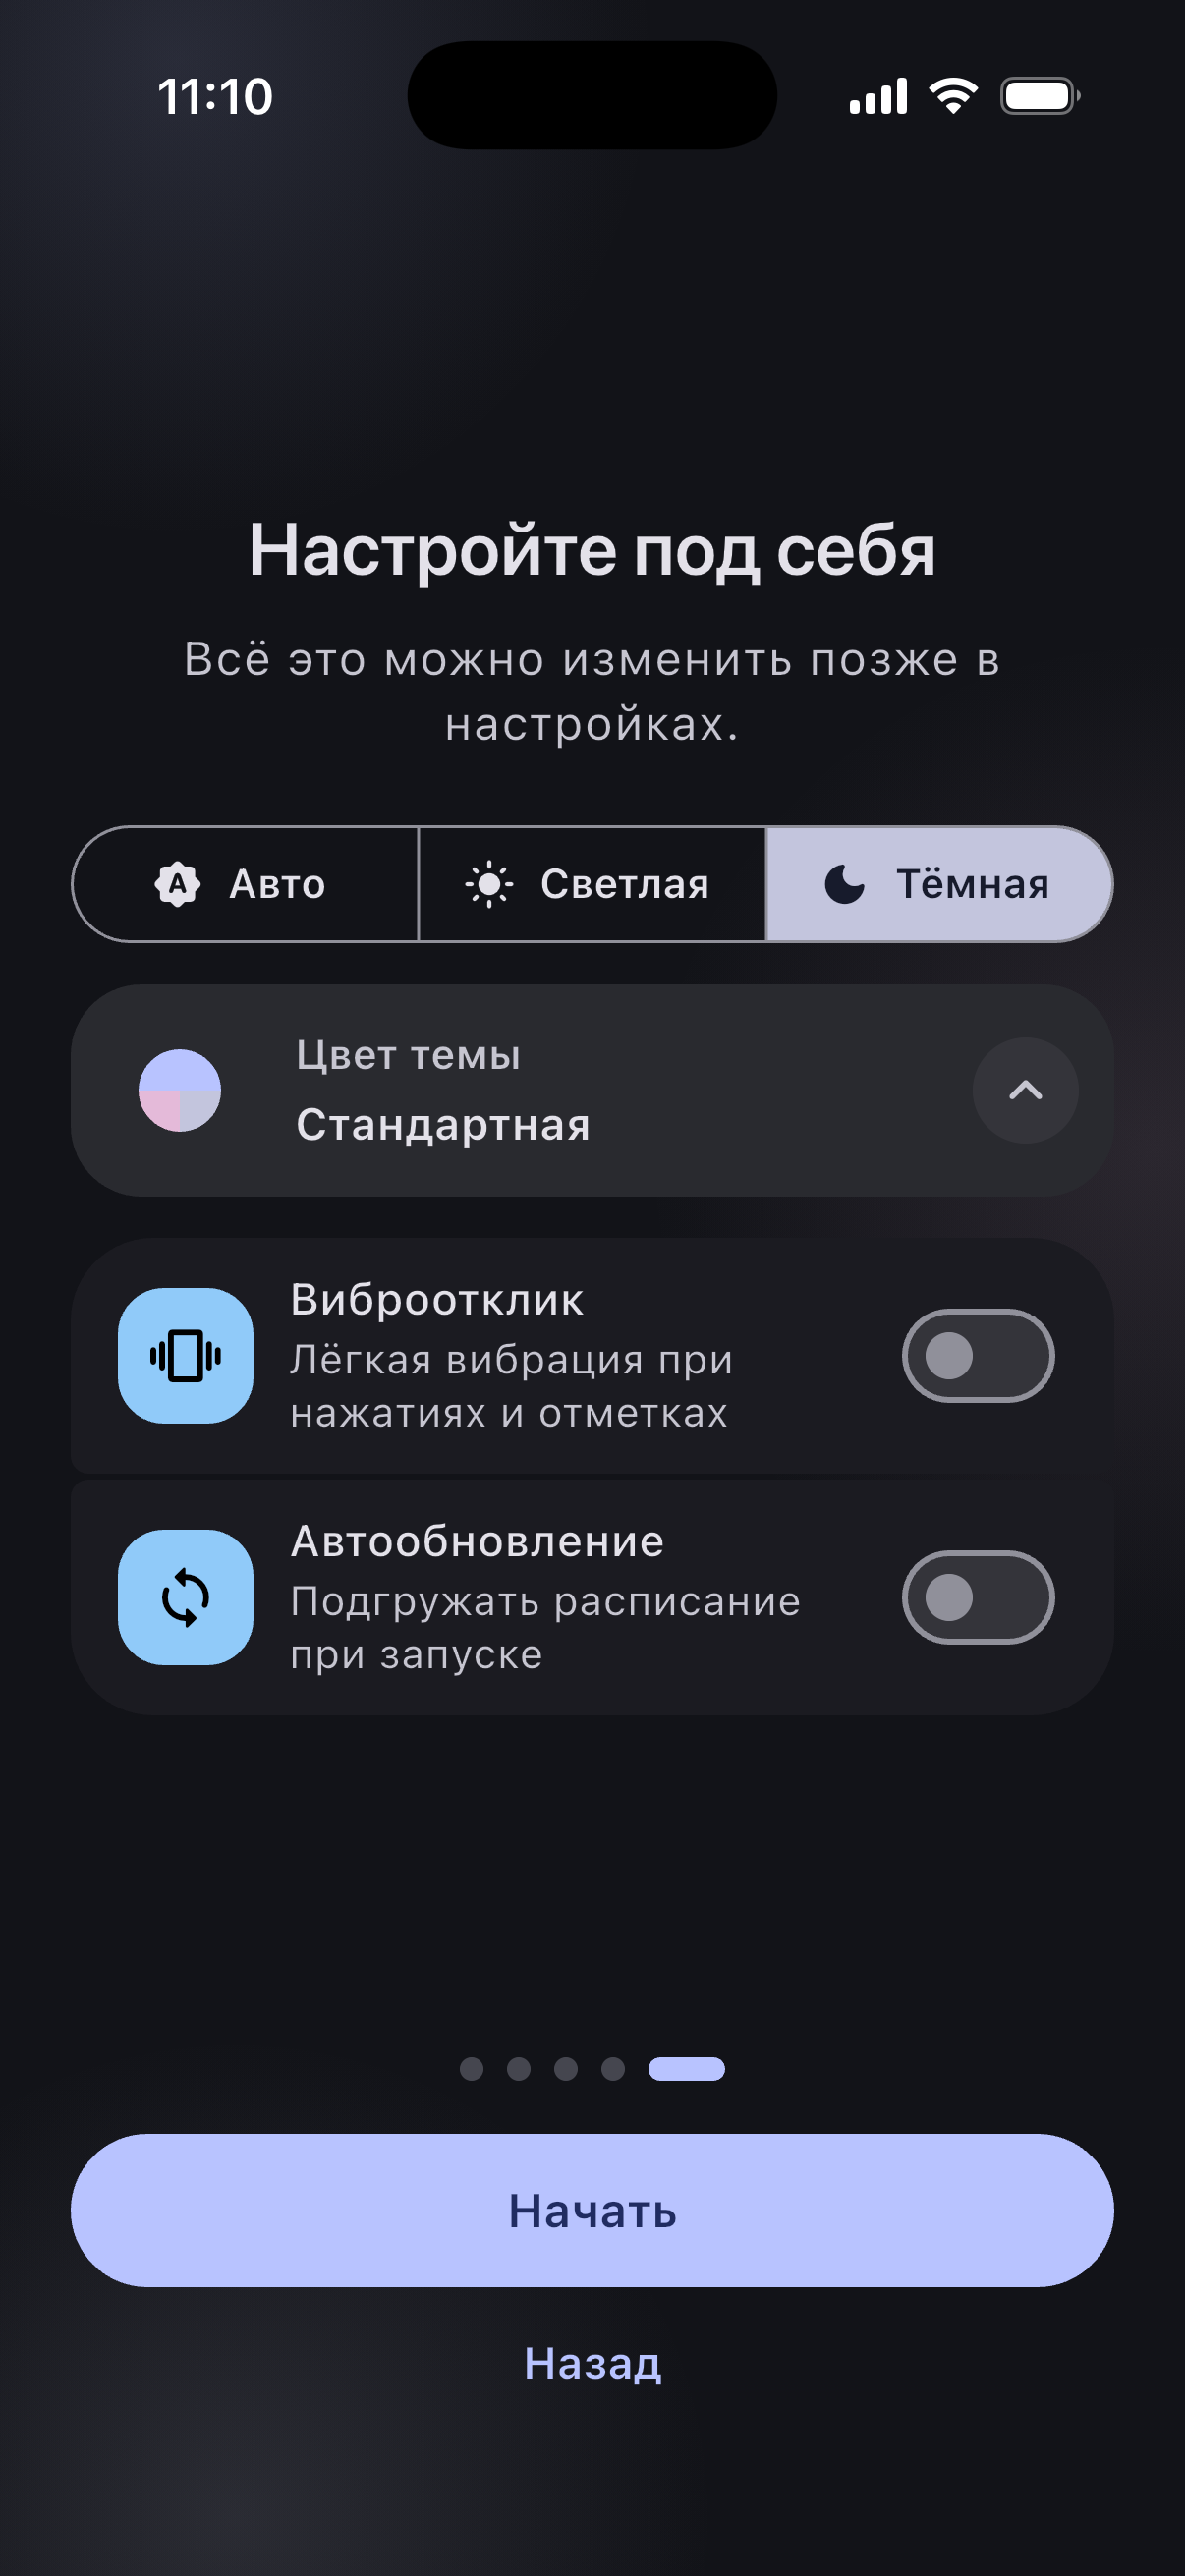 11:10
Настройте под себя
Всё это можно изменить позже в
настройках.
Авто
Светлая
Тёмная
Цвет темы
Стандартная
Виброотклик
Лёгкая вибрация при
нажатиях и отметках
Автообновление
Подгружать расписание
при запуске
Начать
Назад